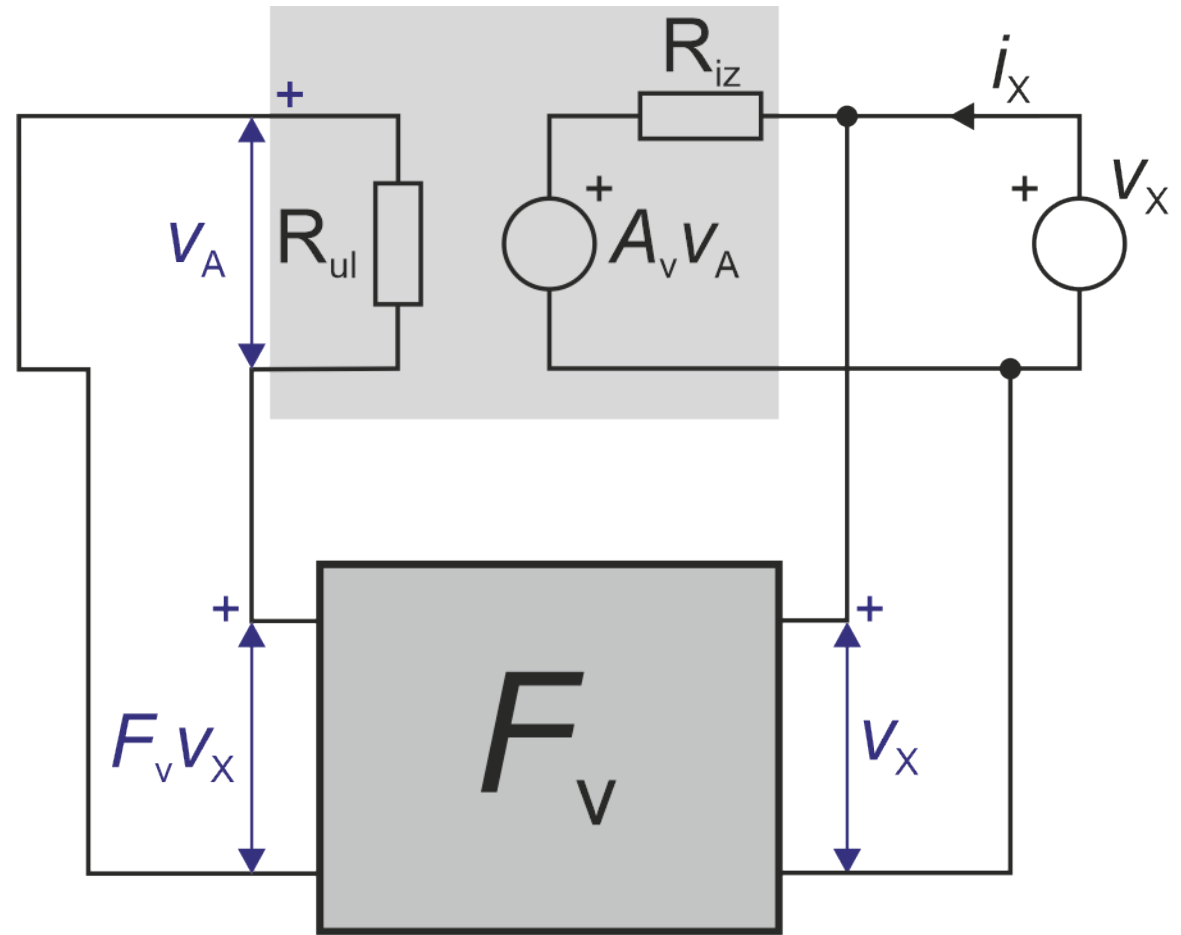 +
R_iz
i_X
v_A
R_ul
+
A_v v_A
+
v_X
+
F_v v_X
F_v
+
v_X